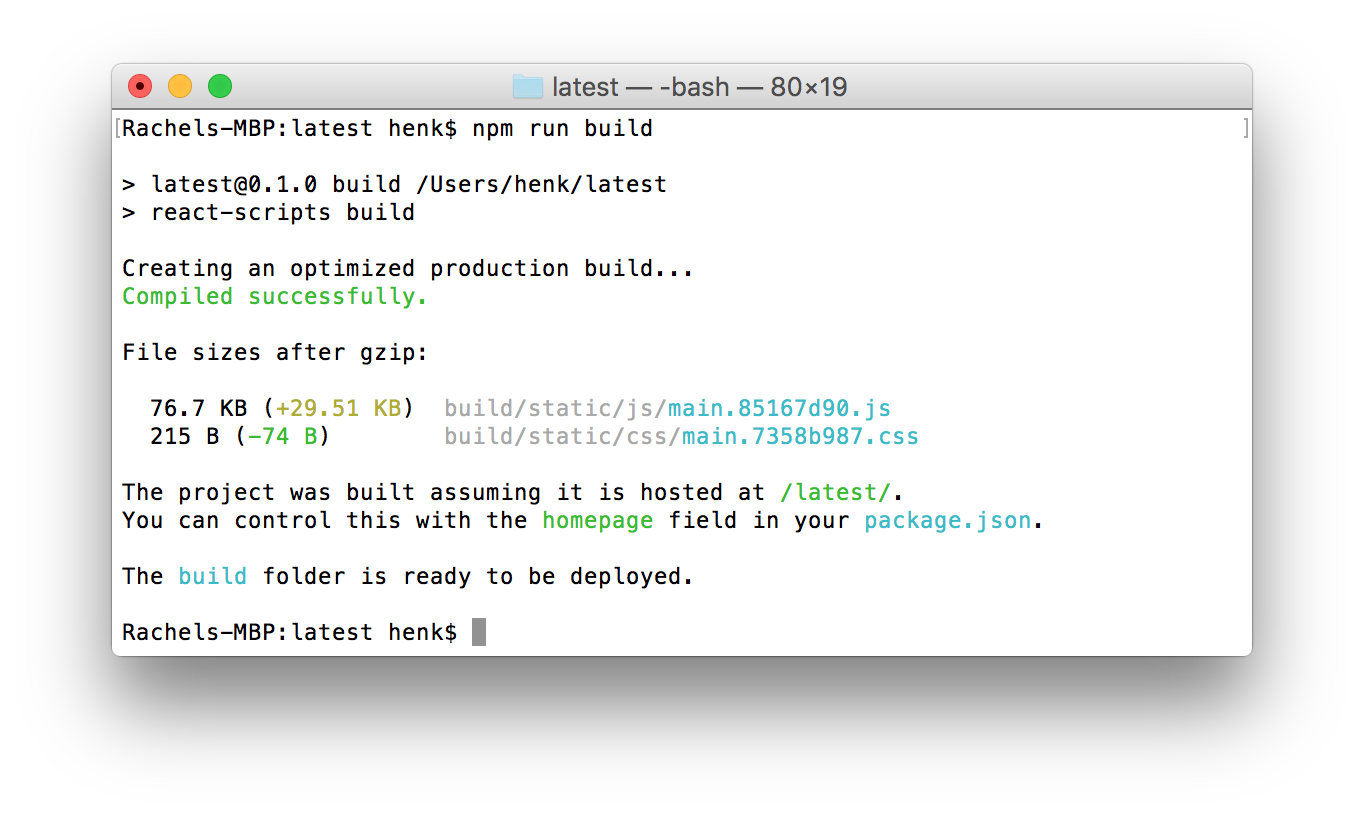 latest — -bash — 80×19
[Rachels-MBP:latest henk$ npm run build ]
> latest@0.1.0 build /Users/henk/latest
> react-scripts build
Creating an optimized production build...
Compiled successfully.
File sizes after gzip:
76.7 KB (+29.51 KB)  build/static/js/main.85167d90.js
215 B (-74 B)        build/static/css/main.7358b987.css
The project was built assuming it is hosted at /latest/.
You can control this with the homepage field in your package.json.
The build folder is ready to be deployed.
Rachels-MBP:latest henk$